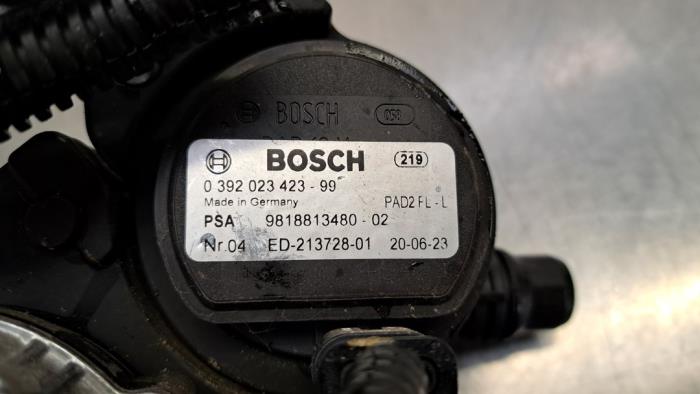 BOSCH 058
BOSCH 219
0 392 023 423 - 99
Made in Germany PAD2 FL - L
PSA 9818813480 - 02
Nr.04 ED-213728-01 20-06-23